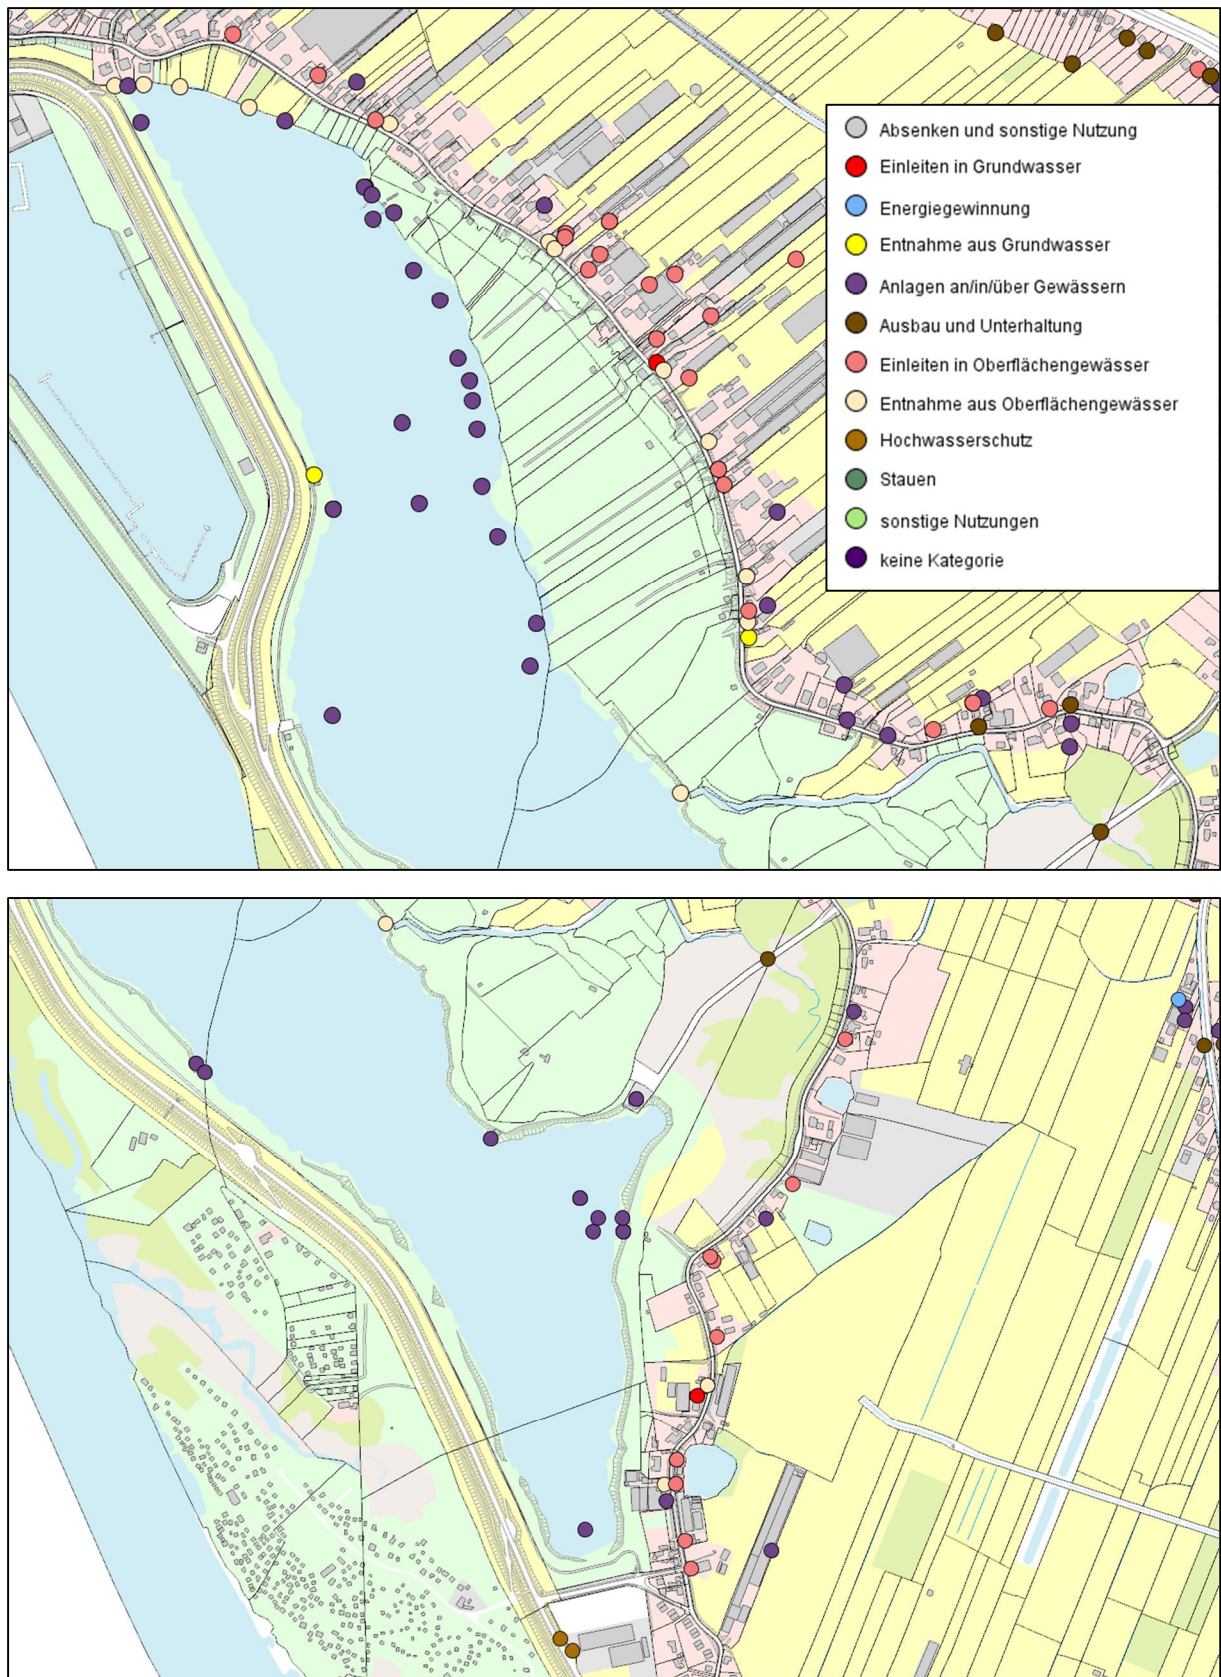 Absenken und sonstige Nutzung
Einleiten in Grundwasser
Energiegewinnung
Entnahme aus Grundwasser
Anlagen an/in/über Gewässern
Ausbau und Unterhaltung
Einleiten in Oberflächengewässer
Entnahme aus Oberflächengewässer
Hochwasserschutz
Stauen
sonstige Nutzungen
keine Kategorie